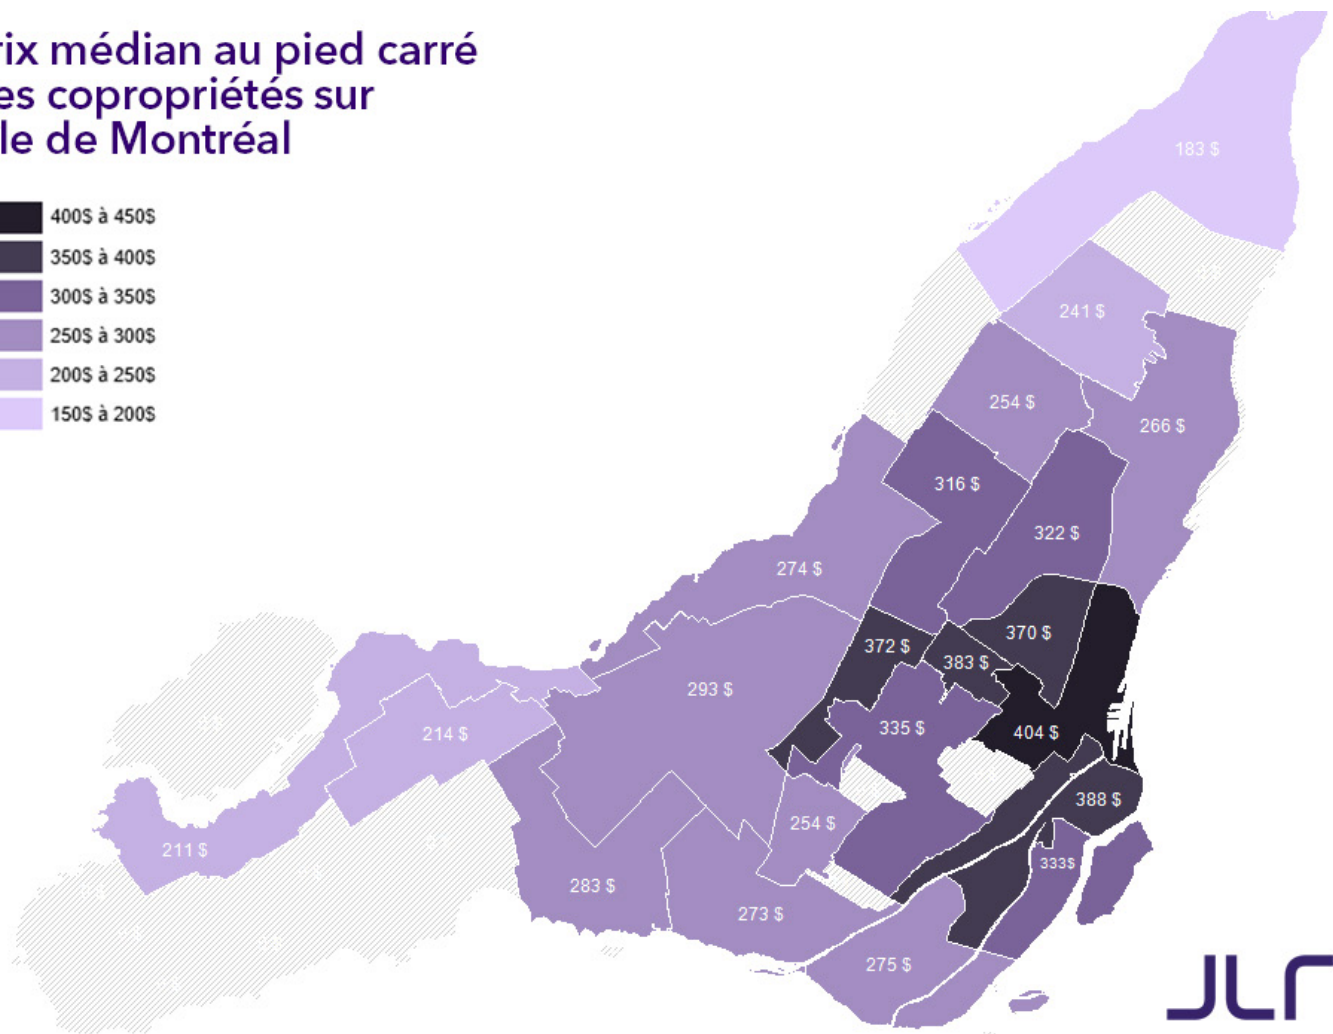 rix médian au pied carré
es copropriétés sur
le de Montréal
400$ à 450$
350$ à 400$
300$ à 350$
250$ à 300$
200$ à 250$
150$ à 200$
183 $
241 $
254 $
266 $
316 $
322 $
274 $
370 $
372 $
383 $
293 $
335 $
404 $
214 $
388 $
254 $
211 $
333$
283 $
273 $
275 $
JLR